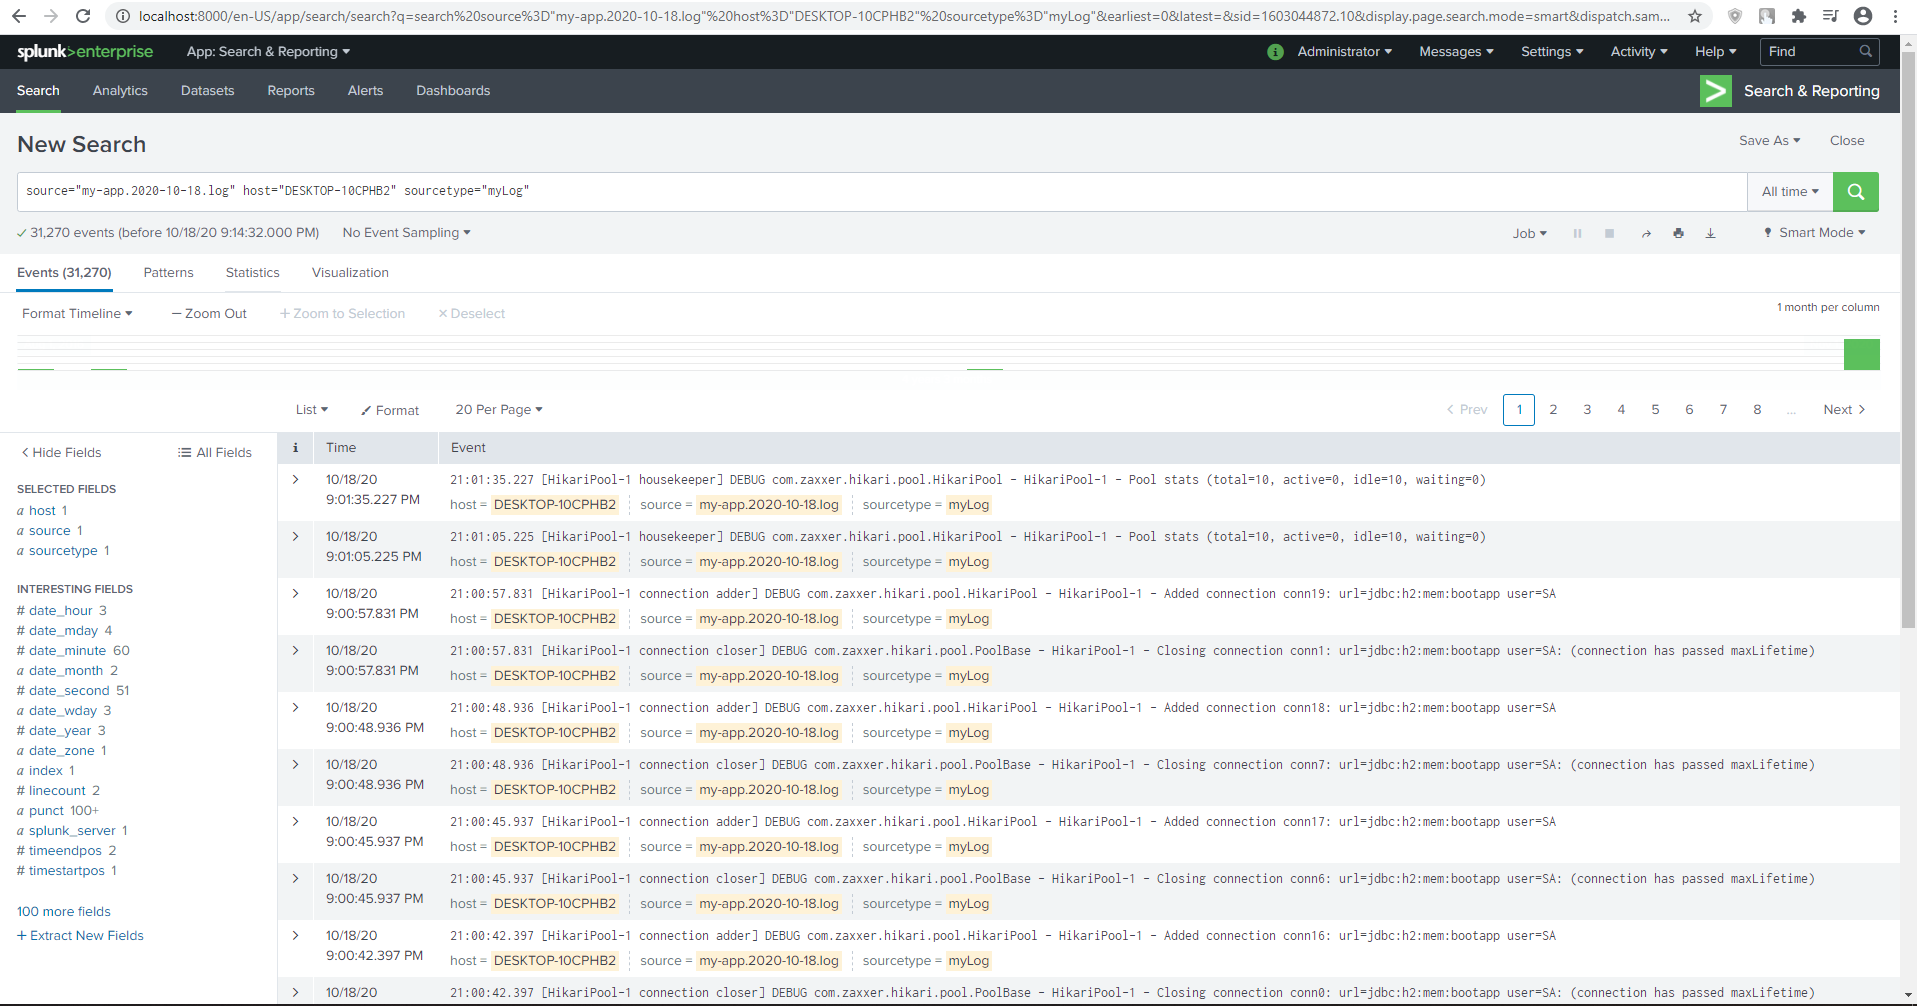 localhost:8000/en-US/app/search/search?q=search%20source%3D"my-app.2020-10-18.log"%20host%3D"DESKTOP-10CPHB2"%20sourcetype%3D"myLog"&earliest=0&latest=&sid=1603044872.10&display.page.search.mode=smart&dispatch.sam...
splunk>enterprise App: Search & Reporting i Administrator Messages Settings Activity Help Find
Search Analytics Datasets Reports Alerts Dashboards > Search & Reporting
New Search Save As Close
source="my-app.2020-10-18.log" host="DESKTOP-10CPHB2" sourcetype="myLog" All time
31,270 events (before 10/18/20 9:14:32.000 PM) No Event Sampling Job Smart Mode
Events (31,270) Patterns Statistics Visualization
Format Timeline — Zoom Out + Zoom to Selection × Deselect 1 month per column
List Format 20 Per Page < Prev 1 2 3 4 5 6 7 8 ... Next >
< Hide Fields All Fields
SELECTED FIELDS
a host 1
a source 1
a sourcetype 1
INTERESTING FIELDS
# date_hour 3
# date_mday 4
# date_minute 60
a date_month 2
# date_second 51
a date_wday 3
# date_year 3
a date_zone 1
a index 1
# linecount 2
a punct 100+
a splunk_server 1
# timeendpos 2
# timestartpos 1
100 more fields
+ Extract New Fields
i Time Event
> 10/18/20 21:01:35.227 [HikariPool-1 housekeeper] DEBUG com.zaxxer.hikari.pool.HikariPool - HikariPool-1 - Pool stats (total=10, active=0, idle=10, waiting=0)
9:01:35.227 PM host = DESKTOP-10CPHB2 source = my-app.2020-10-18.log sourcetype = myLog
> 10/18/20 21:01:05.225 [HikariPool-1 housekeeper] DEBUG com.zaxxer.hikari.pool.HikariPool - HikariPool-1 - Pool stats (total=10, active=0, idle=10, waiting=0)
9:01:05.225 PM host = DESKTOP-10CPHB2 source = my-app.2020-10-18.log sourcetype = myLog
> 10/18/20 21:00:57.831 [HikariPool-1 connection adder] DEBUG com.zaxxer.hikari.pool.HikariPool - HikariPool-1 - Added connection conn19: url=jdbc:h2:mem:bootapp user=SA
9:00:57.831 PM host = DESKTOP-10CPHB2 source = my-app.2020-10-18.log sourcetype = myLog
> 10/18/20 21:00:57.831 [HikariPool-1 connection closer] DEBUG com.zaxxer.hikari.pool.PoolBase - HikariPool-1 - Closing connection conn1: url=jdbc:h2:mem:bootapp user=SA: (connection has passed maxLifetime)
9:00:57.831 PM host = DESKTOP-10CPHB2 source = my-app.2020-10-18.log sourcetype = myLog
> 10/18/20 21:00:48.936 [HikariPool-1 connection adder] DEBUG com.zaxxer.hikari.pool.HikariPool - HikariPool-1 - Added connection conn18: url=jdbc:h2:mem:bootapp user=SA
9:00:48.936 PM host = DESKTOP-10CPHB2 source = my-app.2020-10-18.log sourcetype = myLog
> 10/18/20 21:00:48.936 [HikariPool-1 connection closer] DEBUG com.zaxxer.hikari.pool.PoolBase - HikariPool-1 - Closing connection conn7: url=jdbc:h2:mem:bootapp user=SA: (connection has passed maxLifetime)
9:00:48.936 PM host = DESKTOP-10CPHB2 source = my-app.2020-10-18.log sourcetype = myLog
> 10/18/20 21:00:45.937 [HikariPool-1 connection adder] DEBUG com.zaxxer.hikari.pool.HikariPool - HikariPool-1 - Added connection conn17: url=jdbc:h2:mem:bootapp user=SA
9:00:45.937 PM host = DESKTOP-10CPHB2 source = my-app.2020-10-18.log sourcetype = myLog
> 10/18/20 21:00:45.937 [HikariPool-1 connection closer] DEBUG com.zaxxer.hikari.pool.PoolBase - HikariPool-1 - Closing connection conn6: url=jdbc:h2:mem:bootapp user=SA: (connection has passed maxLifetime)
9:00:45.937 PM host = DESKTOP-10CPHB2 source = my-app.2020-10-18.log sourcetype = myLog
> 10/18/20 21:00:42.397 [HikariPool-1 connection adder] DEBUG com.zaxxer.hikari.pool.HikariPool - HikariPool-1 - Added connection conn16: url=jdbc:h2:mem:bootapp user=SA
9:00:42.397 PM host = DESKTOP-10CPHB2 source = my-app.2020-10-18.log sourcetype = myLog
> 10/18/20 21:00:42.397 [HikariPool-1 connection closer] DEBUG com.zaxxer.hikari.pool.PoolBase - HikariPool-1 - Closing connection conn0: url=jdbc:h2:mem:bootapp user=SA: (connection has passed maxLifetime)